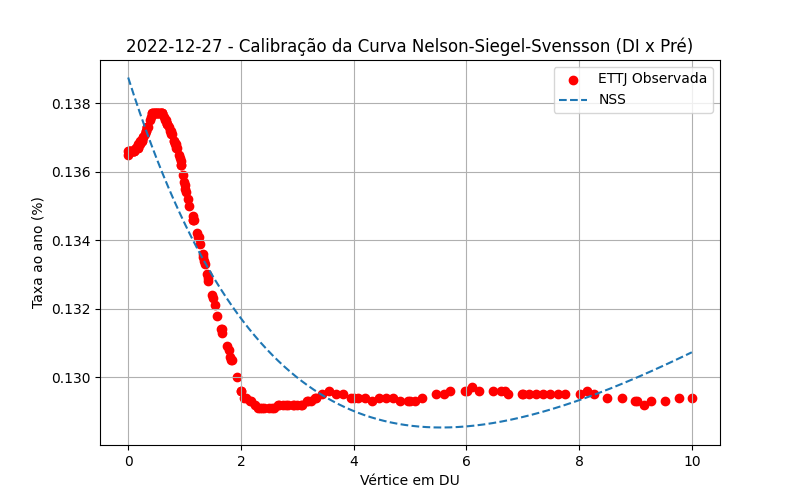 2022-12-27 - Calibração da Curva Nelson-Siegel-Svensson (DI x Pré)
ETTJ Observada
NSS
Taxa ao ano (%)
0.138
0.136
0.134
0.132
0.130
0 2 4 6 8 10
Vértice em DU